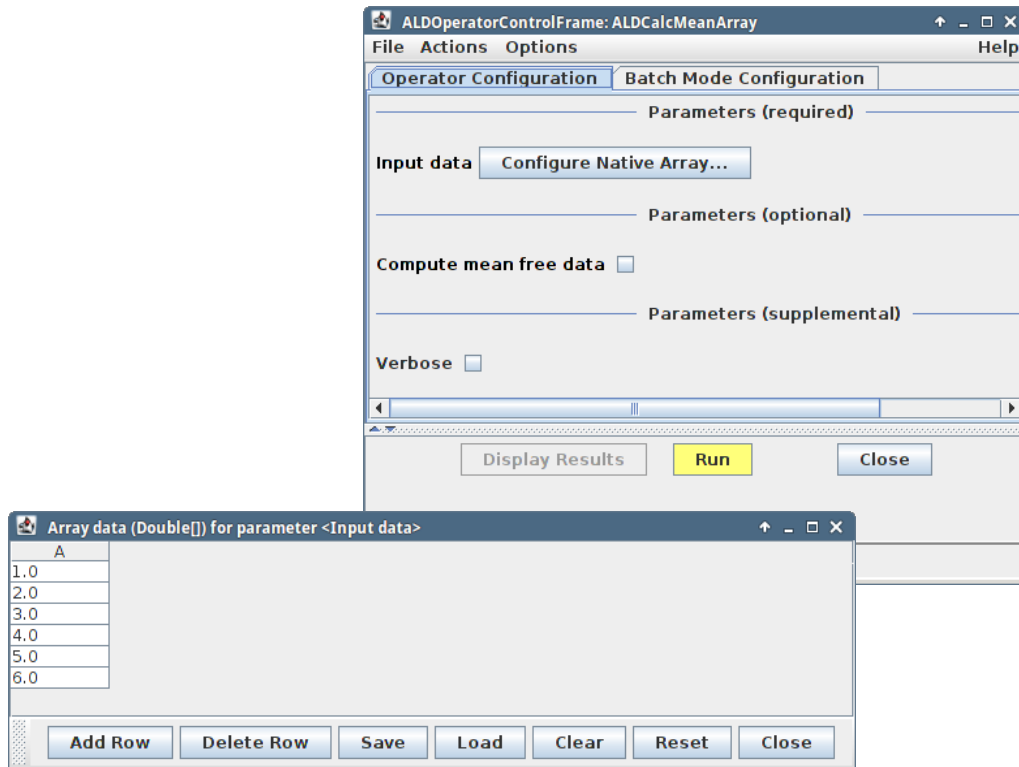 ALDOperatorControlFrame: ALDCalcMeanArray
File Actions Options Help
Operator Configuration Batch Mode Configuration
Parameters (required)
Input data Configure Native Array...
Parameters (optional)
Compute mean free data
Parameters (supplemental)
Verbose
Display Results Run Close
Array data (Double[]) for parameter <Input data>
A
1.0
2.0
3.0
4.0
5.0
6.0
Add Row Delete Row Save Load Clear Reset Close